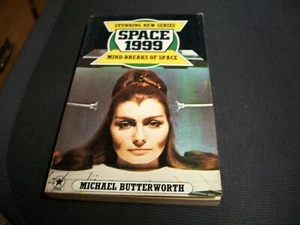 STUNNING NEW SERIES
SPACE
1999
MIND-BREAKS OF SPACE
MICHAEL BUTTERWORTH